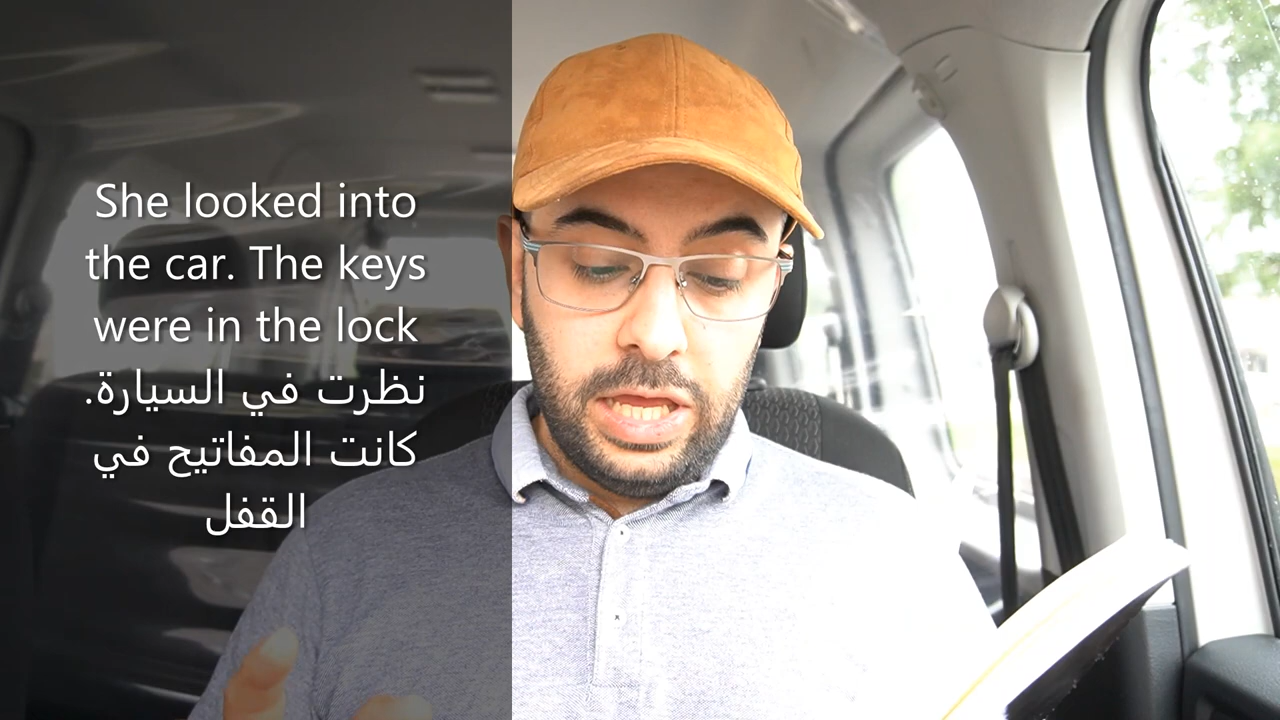 She looked into
the car. The keys
were in the lock
نظرت في السيارة.
كانت المفاتيح في
القفل